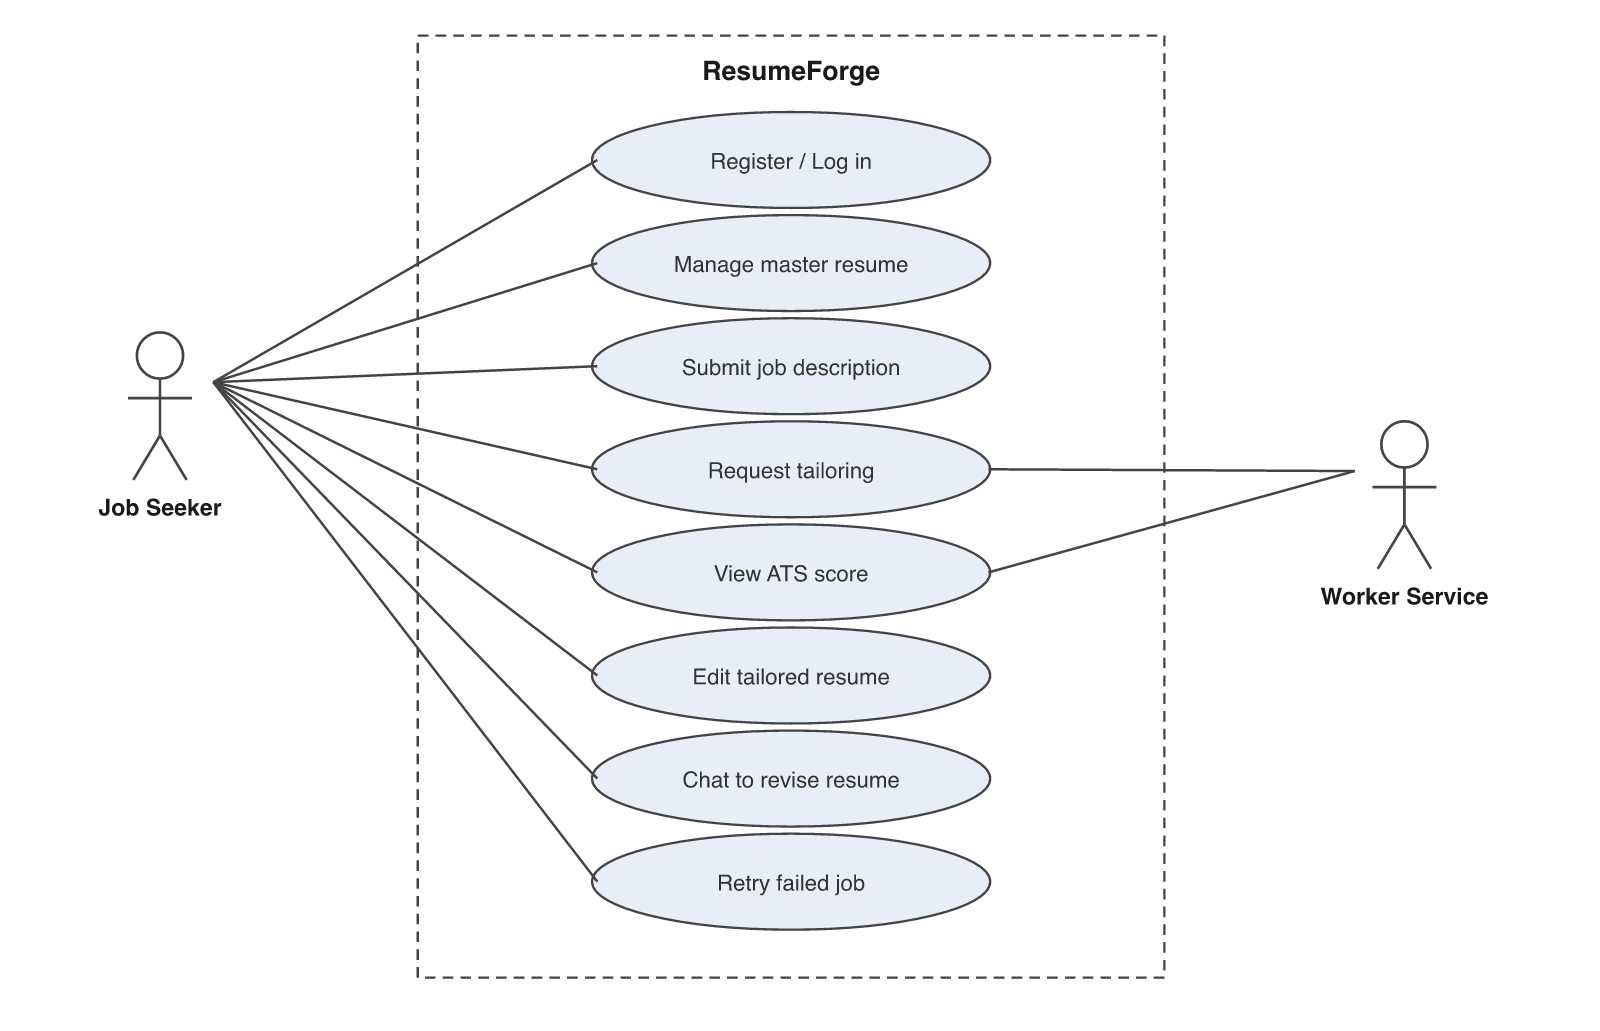 ResumeForge
Register / Log in
Manage master resume
Submit job description
Request tailoring
View ATS score
Edit tailored resume
Chat to revise resume
Retry failed job
Job Seeker
Worker Service